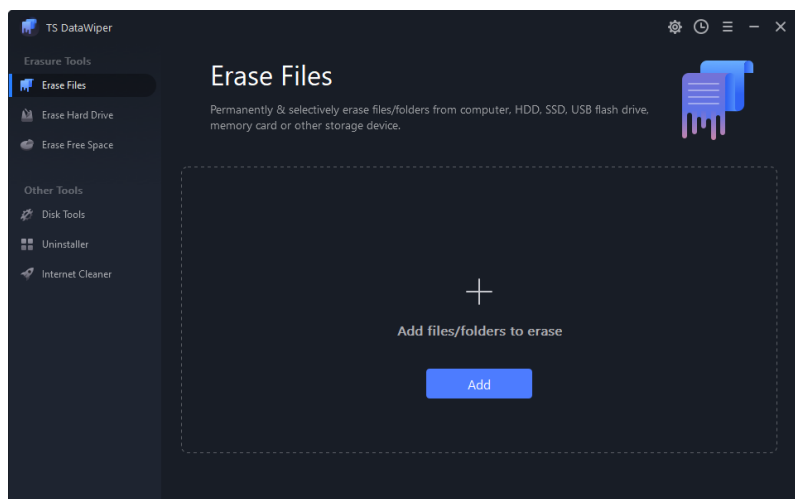 TS DataWiper
Erasure Tools
Erase Files
Erase Hard Drive
Erase Free Space
Other Tools
Disk Tools
Uninstaller
Internet Cleaner
Erase Files
Permanently & selectively erase files/folders from computer, HDD, SSD, USB flash drive,
memory card or other storage device.
Add files/folders to erase
Add